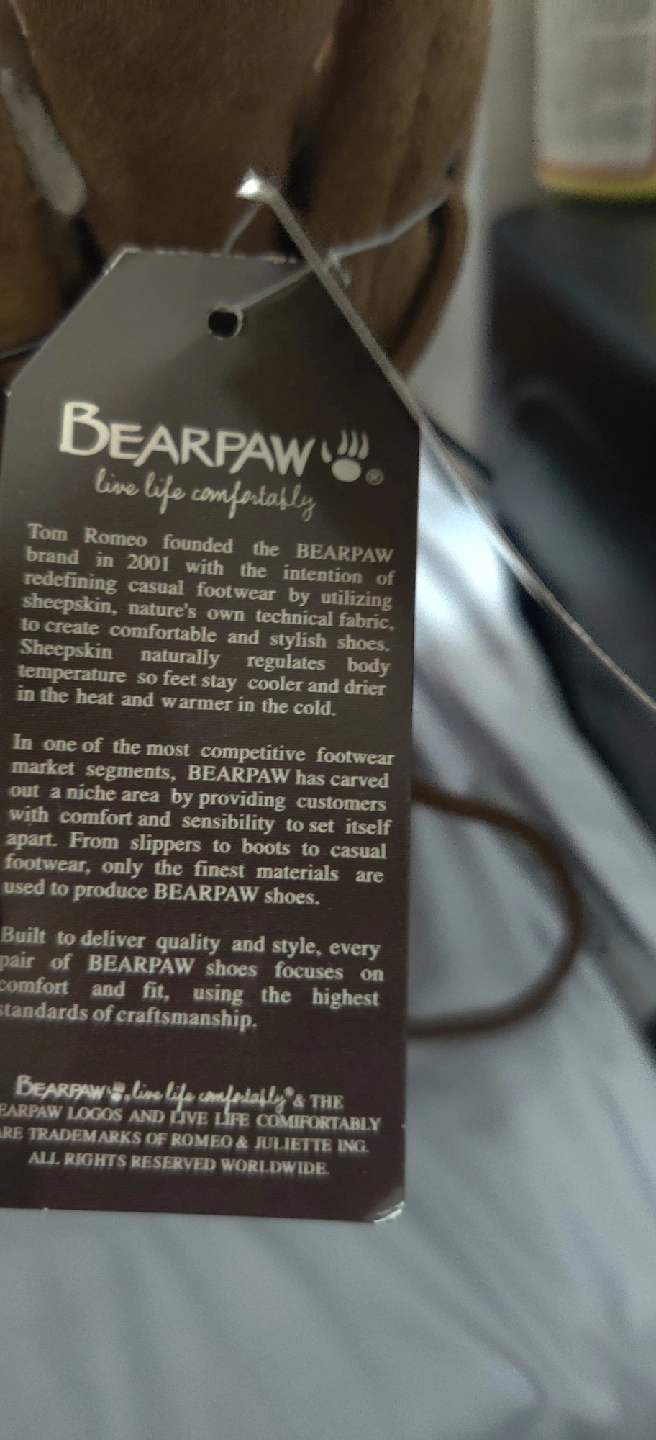 BEARPAW ®
live life comfortably
Tom Romeo founded the BEARPAW
brand in 2001 with the intention of
redefining casual footwear by utilizing
sheepskin, nature's own technical fabric,
to create comfortable and stylish shoes.
Sheepskin naturally regulates body
temperature so feet stay cooler and drier
in the heat and warmer in the cold.
In one of the most competitive footwear
market segments, BEARPAW has carved
out a niche area by providing customers
with comfort and sensibility to set itself
apart. From slippers to boots to casual
footwear, only the finest materials are
used to produce BEARPAW shoes.
Built to deliver quality and style, every
pair of BEARPAW shoes focuses on
comfort and fit, using the highest
standards of craftsmanship.
BEARPAW, live life comfortably® & THE
EARPAW LOGOS AND LIVE LIFE COMFORTABLY
RE TRADEMARKS OF ROMEO & JULIETTE INC.
ALL RIGHTS RESERVED WORLDWIDE.